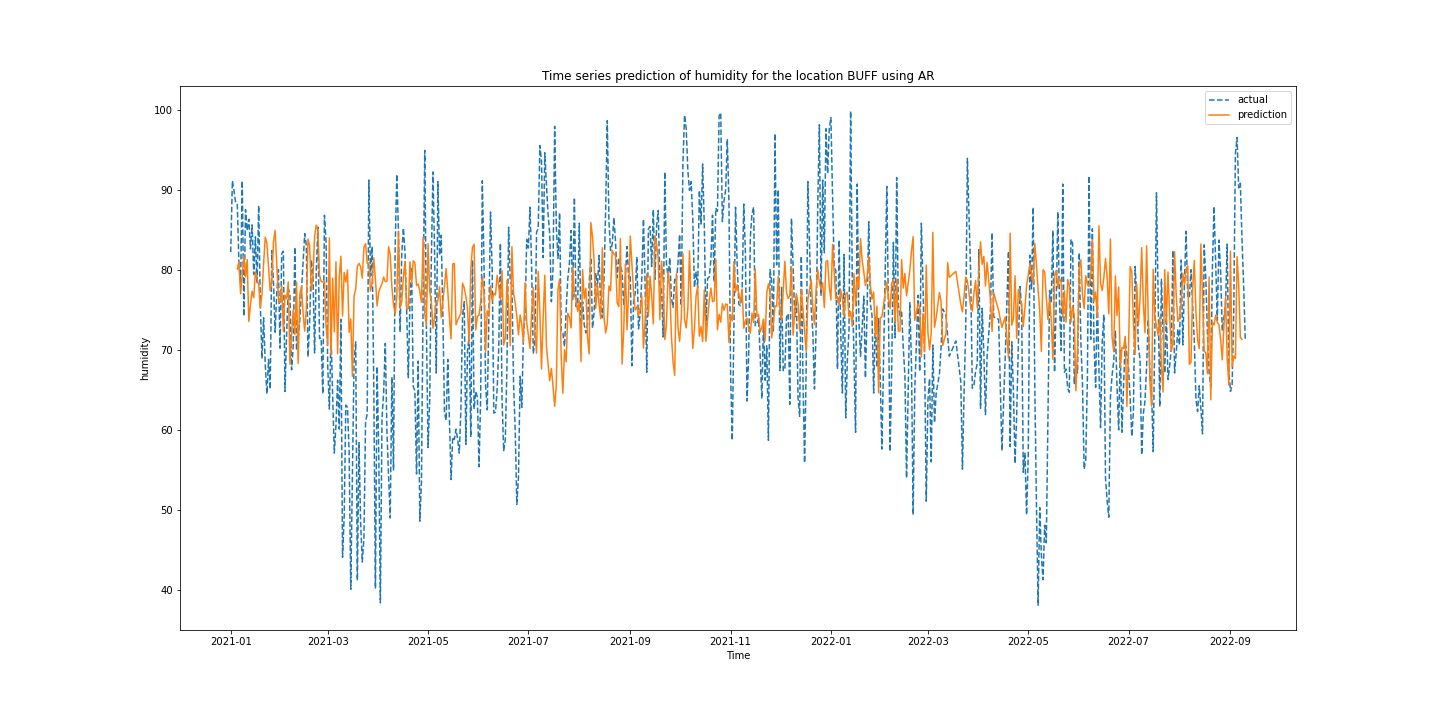 Time series prediction of humidity for the location BUFF using AR
actual
prediction
100
90
80
70
60
50
40
humidity
2021-01 2021-03 2021-05 2021-07 2021-09 2021-11 2022-01 2022-03 2022-05 2022-07 2022-09
Time